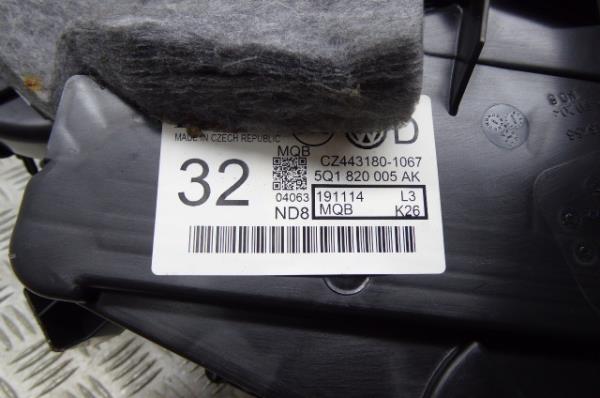 MADE IN CZECH REPUBLIC
D
MQB
CZ443180-1067
32
5Q1 820 005 AK
04063
191114 L3
ND8
MQB K26